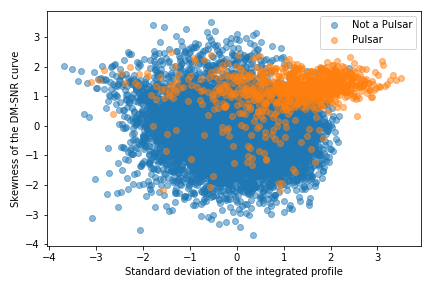 Not a Pulsar
Pulsar
3
2
1
0
−1
−2
−3
−4
Skewness of the DM-SNR curve
−4 −3 −2 −1 0 1 2 3
Standard deviation of the integrated profile